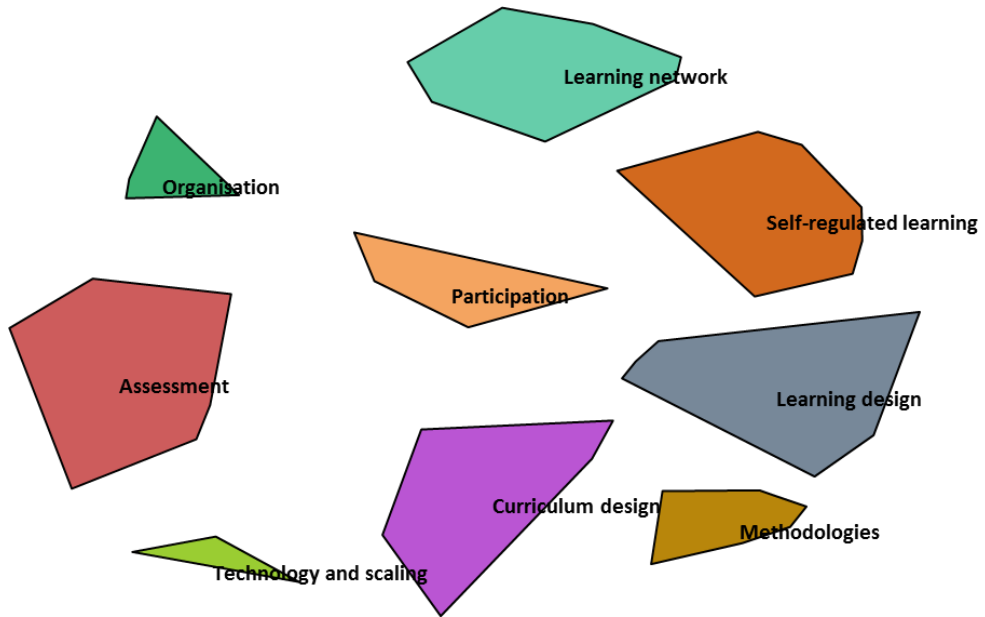 Learning network
Organisation
Self-regulated learning
Participation
Assessment
Learning design
Curriculum design
Methodologies
Technology and scaling